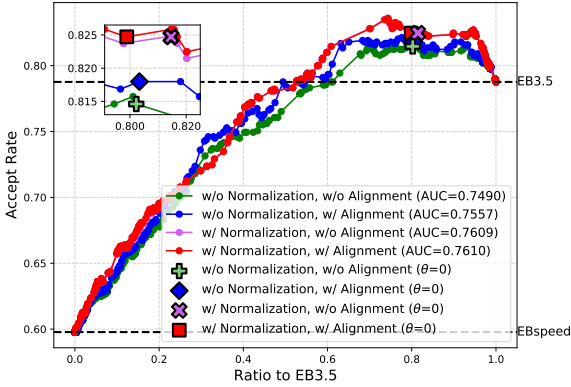 0.825
0.820
0.815
0.800
0.820
0.80
0.75
0.70
0.65
0.60
Accept Rate
EB3.5
EBspeed
w/o Normalization, w/o Alignment (AUC=0.7490)
w/o Normalization, w/ Alignment (AUC=0.7557)
w/ Normalization, w/o Alignment (AUC=0.7609)
w/ Normalization, w/ Alignment (AUC=0.7610)
w/o Normalization, w/o Alignment (θ=0)
w/o Normalization, w/ Alignment (θ=0)
w/ Normalization, w/o Alignment (θ=0)
w/ Normalization, w/ Alignment (θ=0)
0.0 0.2 0.4 0.6 0.8 1.0
Ratio to EB3.5